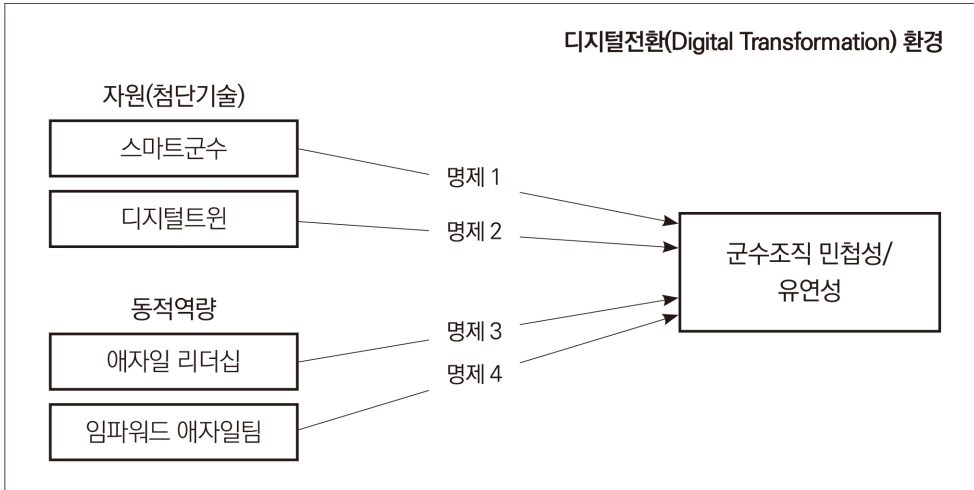 디지털전환(Digital Transformation) 환경
자원(첨단기술)
스마트군수
디지털트윈
명제 1
명제 2
군수조직 민첩성/
유연성
동적역량
애자일 리더십
임파워드 애자일팀
명제 3
명제 4